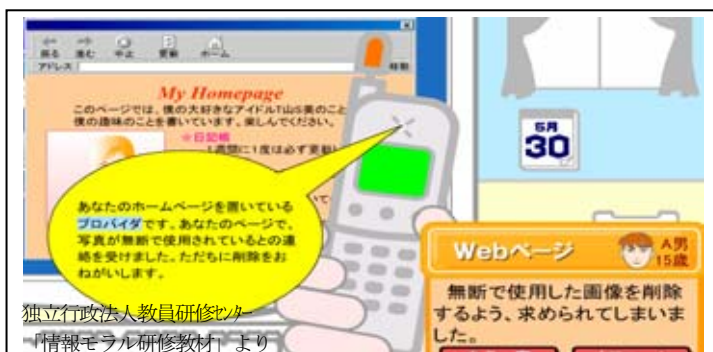 戻る 進む 中止 更新 ホーム
アドレス 移動
My Homepage
このページでは、僕の大好きなアイドルT山S美のこと
僕の趣味のことを書いています。楽しんでください。
※日記帳
1週間に1度は必ず更新し
いて
あなたのホームページを置いている
プロバイダです。あなたのページで、
写真が無断で使用されているとの連
絡を受けました。ただちに削除をお
ねがいします。
5月
30
Webページ
A男
15歳
無断で使用した画像を削除
するよう、求められてしまいま
した。
独立行政法人教員研修センター
「情報モラル研修教材」より